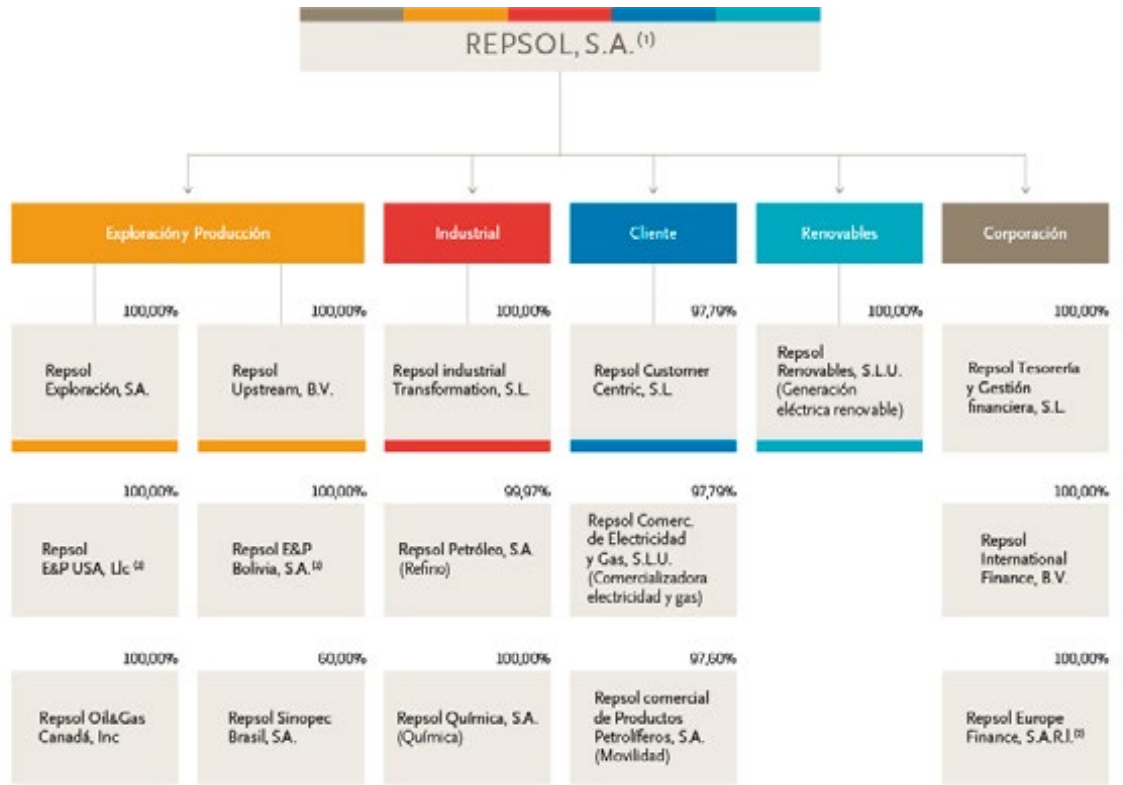 REPSOL, S.A.(1)
Exploración y Producción
Industrial
Cliente
Renovables
Corporación
100,00%
100,00%
100,00%
97,79%
100,00%
100,00%
Repsol
Exploración, S.A.
Repsol
Upstream, B.V.
Repsol industrial
Transformation, S.L.
Repsol Customer
Centric, S.L.
Repsol
Renovables, S.L.U.
(Generación
eléctrica renovable)
Repsol Tesorería
y Gestión
financiera, S.L.
100,00%
100,00%
99,97%
97,79%
100,00%
Repsol
E&P USA, Llc
Repsol E&P
Bolivia, S.A.
Repsol Petróleo, S.A.
(Refino)
Repsol Comerc.
de Electricidad
y Gas, S.L.U.
(Comercializadora
electricidad y gas)
Repsol
International
Finance, B.V.
100,00%
60,00%
100,00%
97,60%
100,00%
Repsol Oil&Gas
Canadá, Inc
Repsol Sinopec
Brasil, SA.
Repsol Química, S.A.
(Química)
Repsol comercial
de Productos
Petrolíferos, S.A.
(Movilidad)
Repsol Europe
Finance, S.A.R.l.